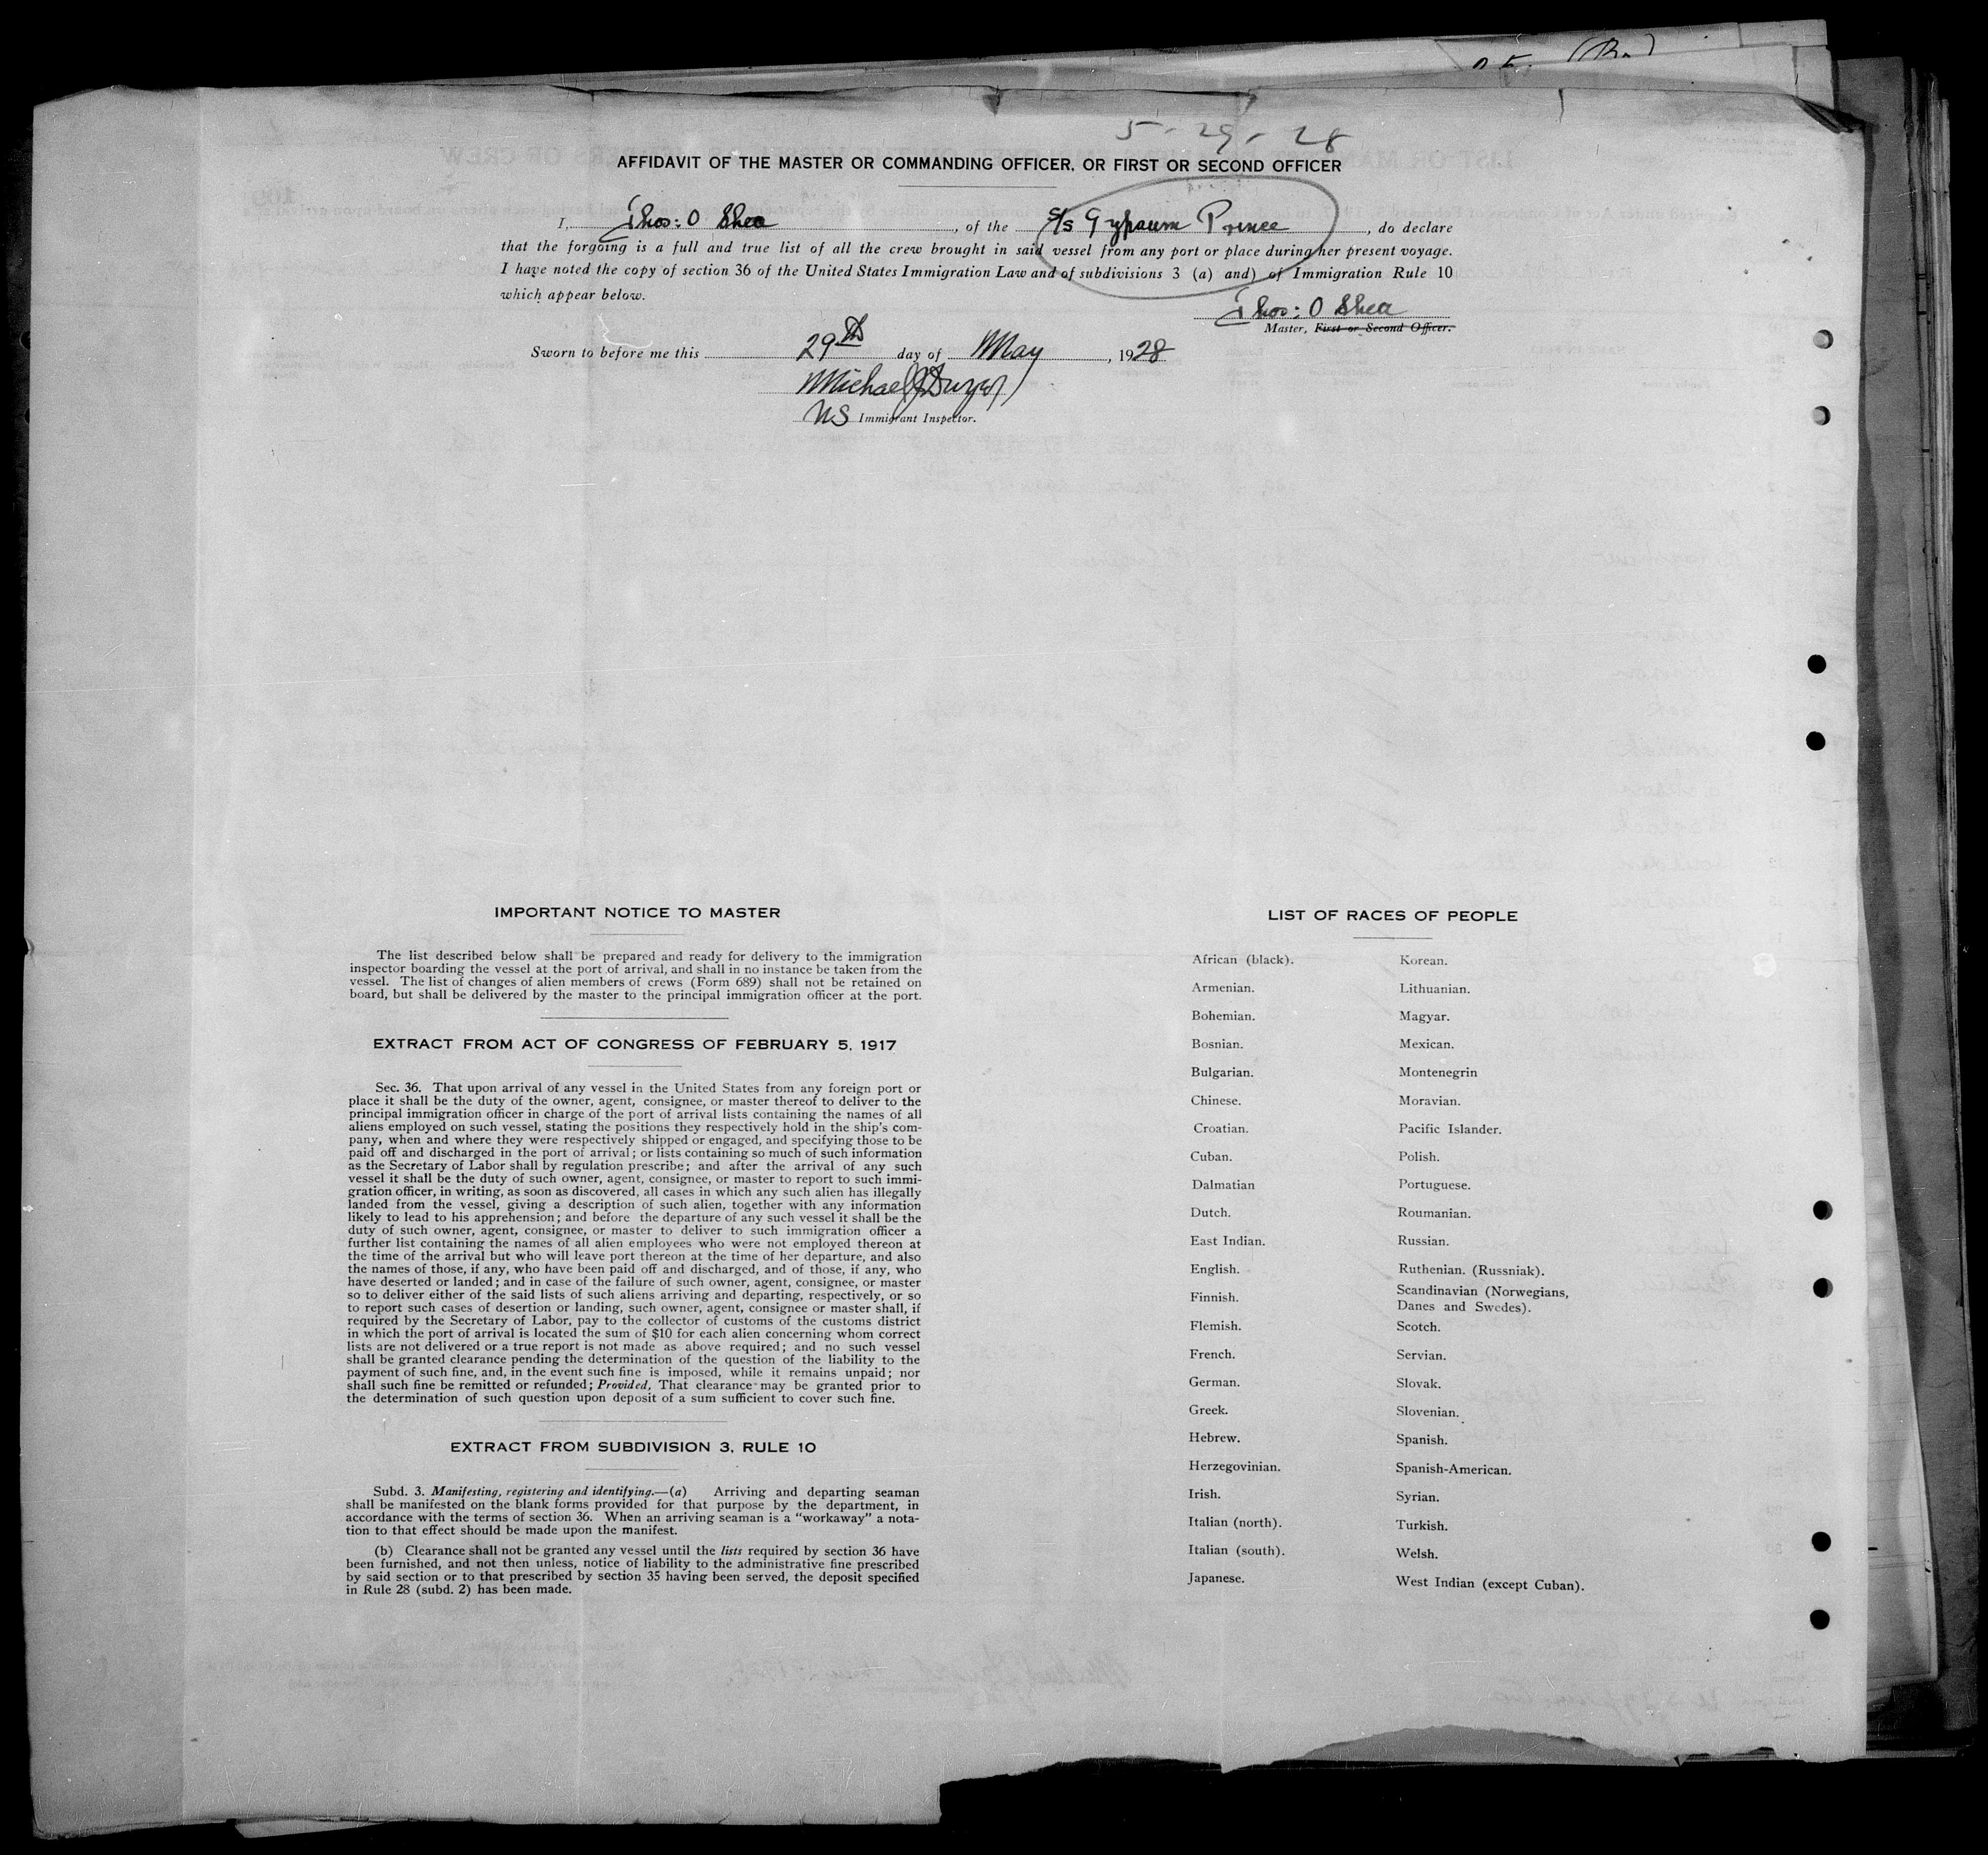 5-29-28
AFFIDAVIT OF THE MASTER OR COMMANDING OFFICER, OR FIRST OR SECOND OFFICER
I, Thos: O Shea, of the S/s Gypsum Prince, do declare
that the forgoing is a full and true list of all the crew brought in said vessel from any port or place during her present voyage.
I have noted the copy of section 36 of the United States Immigration Law and of subdivisions 3 (a) and) of Immigration Rule 10
which appear below.
Thos: O Shea
Master, First or Second Officer.
Sworn to before me this 29th day of May, 1928
Michael J
US Immigrant Inspector.
IMPORTANT NOTICE TO MASTER
The list described below shall be prepared and ready for delivery to the immigration
inspector boarding the vessel at the port of arrival, and shall in no instance be taken from the
vessel. The list of changes of alien members of crews (Form 689) shall not be retained on
board, but shall be delivered by the master to the principal immigration officer at the port.
EXTRACT FROM ACT OF CONGRESS OF FEBRUARY 5, 1917
Sec. 36. That upon arrival of any vessel in the United States from any foreign port or
place it shall be the duty of the owner, agent, consignee, or master thereof to deliver to the
principal immigration officer in charge of the port of arrival lists containing the names of all
aliens employed on such vessel, stating the positions they respectively hold in the ship's com-
pany, when and where they were respectively shipped or engaged, and specifying those to be
paid off and discharged in the port of arrival; or lists containing so much of such information
as the Secretary of Labor shall by regulation prescribe; and after the arrival of any such
vessel it shall be the duty of such owner, agent, consignee, or master to report to such immi-
gration officer, in writing, as soon as discovered, all cases in which any such alien has illegally
landed from the vessel, giving a description of such alien, together with any information
likely to lead to his apprehension; and before the departure of any such vessel it shall be the
duty of such owner, agent, consignee, or master to deliver to such immigration officer a
further list containing the names of all alien employees who were not employed thereon at
the time of the arrival but who will leave port thereon at the time of her departure, and also
the names of those, if any, who have been paid off and discharged, and of those, if any, who
have deserted or landed; and in case of the failure of such owner, agent, consignee, or master
so to deliver either of the said lists of such aliens arriving and departing, respectively, or so
to report such cases of desertion or landing, such owner, agent, consignee or master shall, if
required by the Secretary of Labor, pay to the collector of customs of the customs district
in which the port of arrival is located the sum of $10 for each alien concerning whom correct
lists are not delivered or a true report is not made as above required; and no such vessel
shall be granted clearance pending the determination of the question of the liability to the
payment of such fine, and, in the event such fine is imposed, while it remains unpaid; nor
shall such fine be remitted or refunded; Provided, That clearance may be granted prior to
the determination of such question upon deposit of a sum sufficient to cover such fine.
EXTRACT FROM SUBDIVISION 3, RULE 10
Subd. 3. Manifesting, registering and identifying.—(a) Arriving and departing seaman
shall be manifested on the blank forms provided for that purpose by the department, in
accordance with the terms of section 36. When an arriving seaman is a "workaway" a nota-
tion to that effect should be made upon the manifest.
(b) Clearance shall not be granted any vessel until the lists required by section 36 have
been furnished, and not then unless, notice of liability to the administrative fine prescribed
by said section or to that prescribed by section 35 having been served, the deposit specified
in Rule 28 (subd. 2) has been made.
LIST OF RACES OF PEOPLE
African (black).
Armenian.
Bohemian.
Bosnian.
Bulgarian.
Chinese.
Croatian.
Cuban.
Dalmatian
Dutch.
East Indian.
English.
Finnish.
Flemish.
French.
German.
Greek.
Hebrew.
Herzegovinian.
Irish.
Italian (north).
Italian (south).
Japanese.
Korean.
Lithuanian.
Magyar.
Mexican.
Montenegrin
Moravian.
Pacific Islander.
Polish.
Portuguese.
Roumanian.
Russian.
Ruthenian. (Russniak).
Scandinavian (Norwegians,
Danes and Swedes).
Scotch.
Servian.
Slovak.
Slovenian.
Spanish.
Spanish-American.
Syrian.
Turkish.
Welsh.
West Indian (except Cuban).